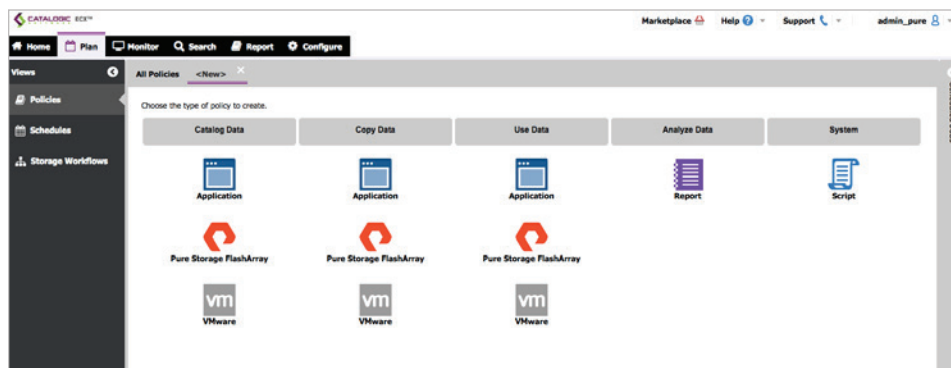 CATALOGIC ECX™
SOFTWARE
Marketplace Help ? Support admin_pure
Home Plan Monitor Search Report Configure
Views All Policies <New>
Policies
Schedules
Storage Workflows
Choose the type of policy to create.
Catalog Data Copy Data Use Data Analyze Data System
Application Application Application Report Script
Pure Storage FlashArray Pure Storage FlashArray Pure Storage FlashArray
vm vm vm
VMware VMware VMware